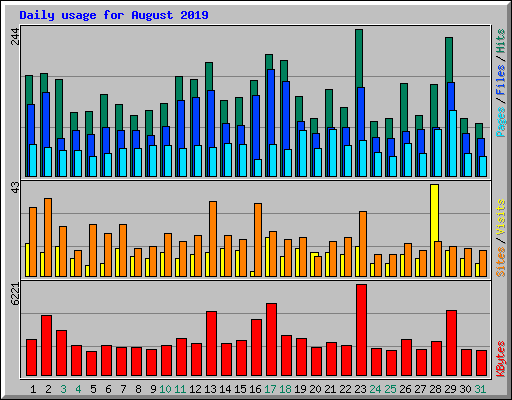 Daily usage for August 2019
244
Pages / Files / Hits
43
Sites / Visits
6221
KBytes
1 2 3 4 5 6 7 8 9 10 11 12 13 14 15 16 17 18 19 20 21 22 23 24 25 26 27 28 29 30 31